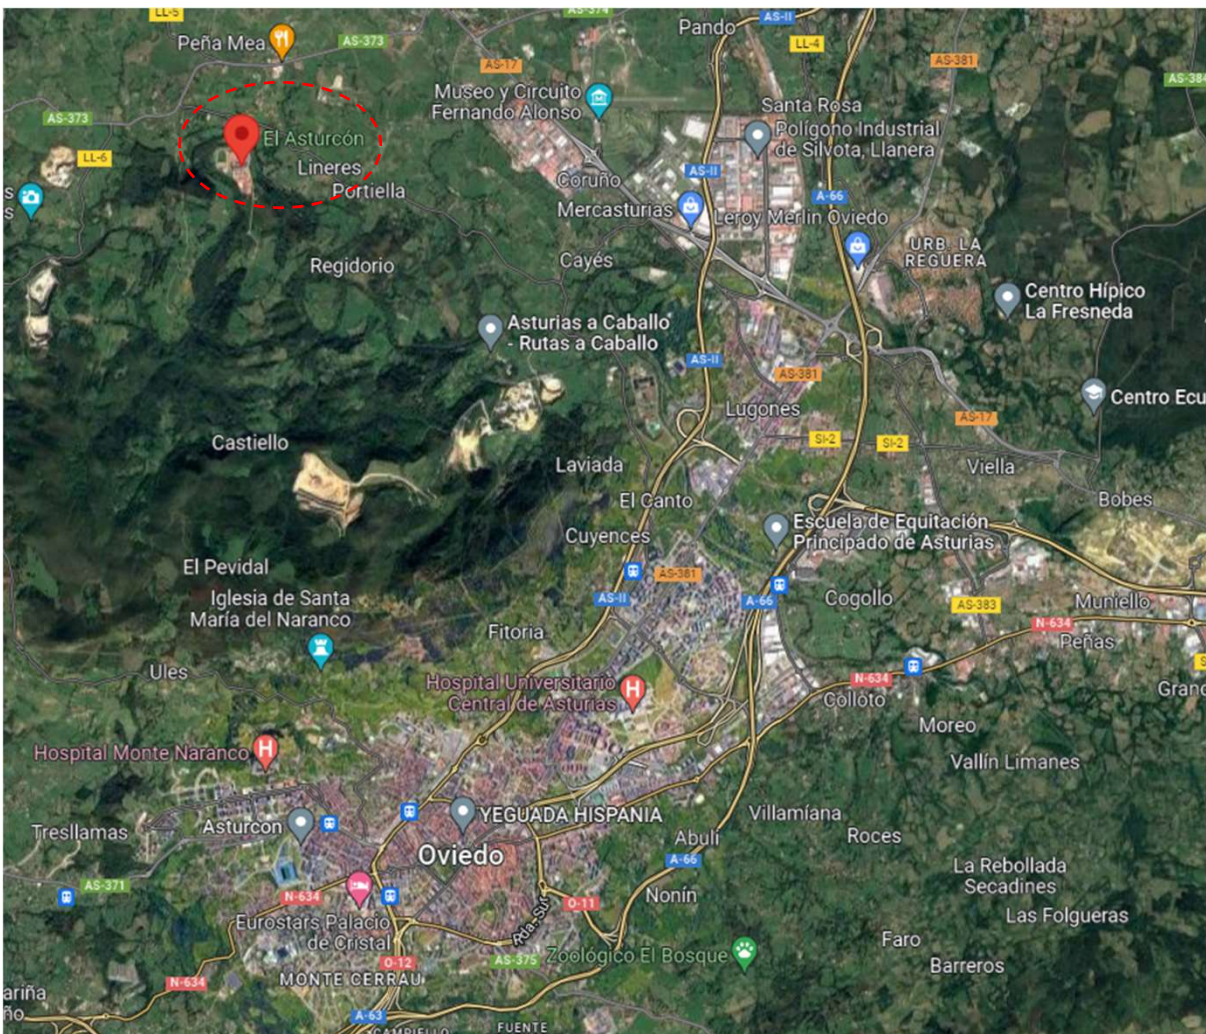 LL-5
AS-374
AS-II
Pando
Peña Mea
AS-373
LL-4
AS-17
AS-381
AS-384
Museo y Circuito
Fernando Alonso
Santa Rosa
Polígono Industrial
de Silvota, Llanera
AS-373
El Asturcón
LL-6
Lineres
Portiella
AS-II
Coruño
A-66
Mercasturias
Leroy Merlin Oviedo
URB. LA
REGUERA
Regidorio
Cayés
Centro Hípico
La Fresneda
Asturias a Caballo
- Rutas a Caballo
AS-II
AS-381
Centro Ecu
Lugones
AS-17
Castiello
SI-2
SI-2
Laviada
Viella
El Canto
Bobes
Cuyences
Escuela de Equitación
Principado de Asturias
El Pevidal
AS-381
Iglesia de Santa
María del Naranco
AS-II
A-66
Cogollo
AS-383
Muniello
Fitoria
N-634
Peñas
Ules
Hospital Universitario
Central de Asturias
N-634
Colloto
Granc
Moreo
Hospital Monte Naranco
Vallín Limanes
YEGUADA HISPANIA
Villamíana
Tresllamas
Asturcon
Abuli
Roces
Oviedo
A-66
La Rebollada
Secadines
AS-371
N-634
Nonín
O-11
Las Folgueras
Eurostars Palacio
de Cristal
Ada. Sur
Faro
Zoológico El Bosque
AS-375
O-12
Barreros
MONTE CERRAU
N-634
ariña
ño
A-63
CAMPIELLO
FUENTE